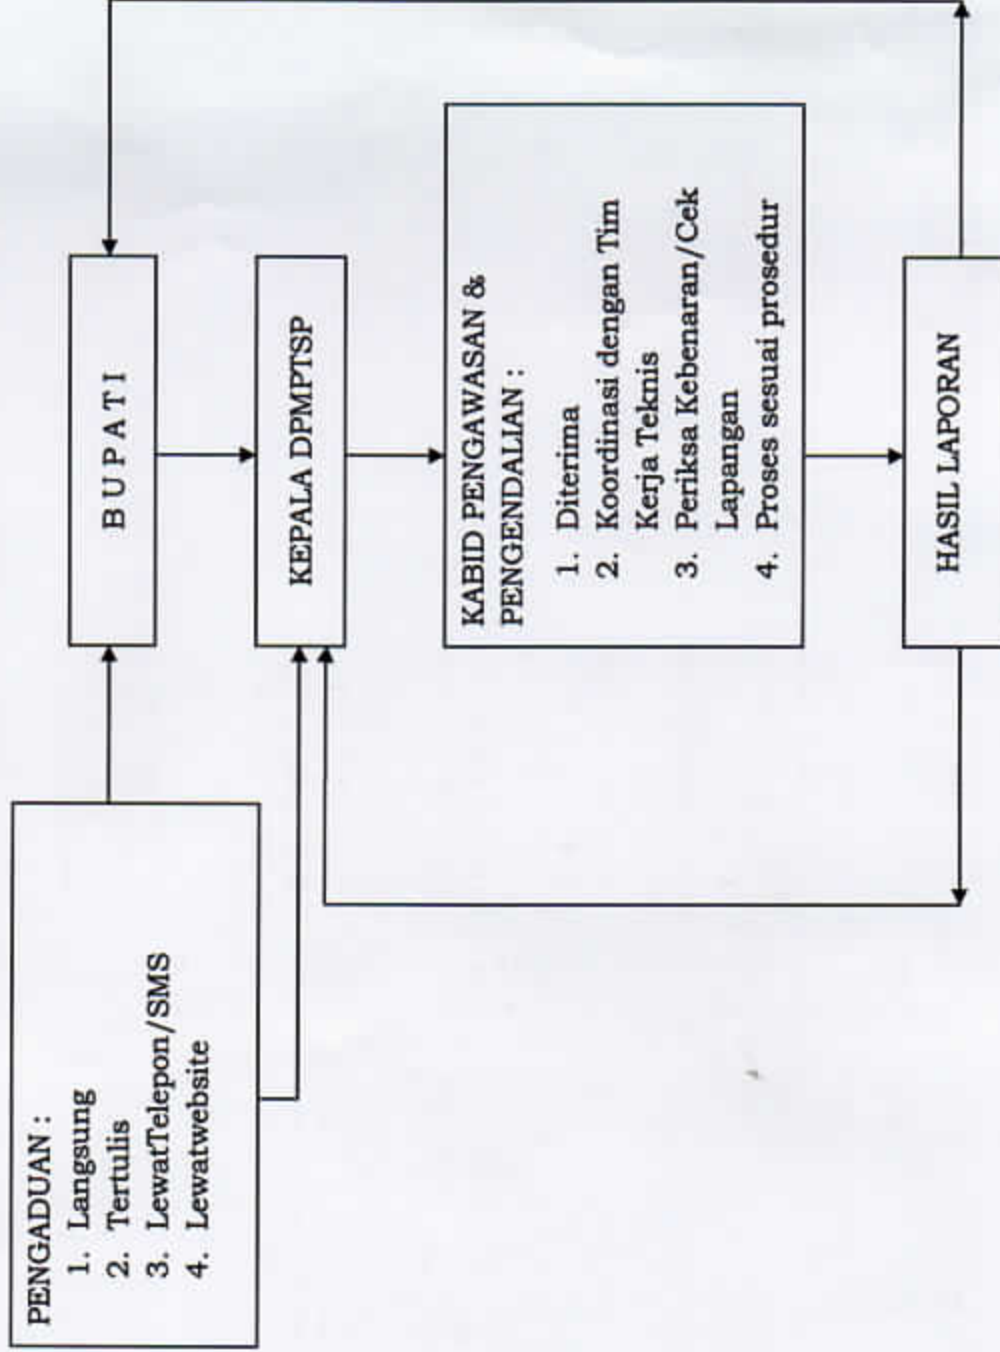 PENGADUAN :
1. Langsung
2. Tertulis
3. LewatTelepon/SMS
4. Lewatwebsite
B U P A T I
KEPALA DPMPTSP
KABID PENGAWASAN &
PENGENDALIAN :
1. Diterima
2. Koordinasi dengan Tim
Kerja Teknis
3. Periksa Kebenaran/Cek
Lapangan
4. Proses sesuai prosedur
HASIL LAPORAN